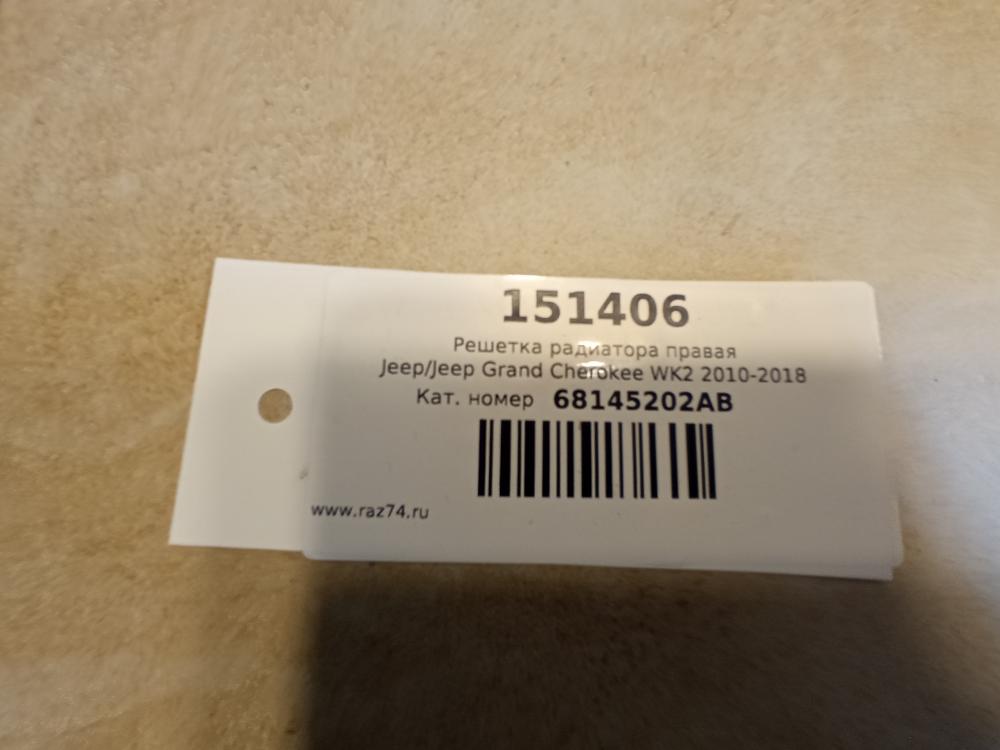 151406
Решетка радиатора правая
Jeep/Jeep Grand Cherokee WK2 2010-2018
Кат. номер 68145202AB
www.raz74.ru